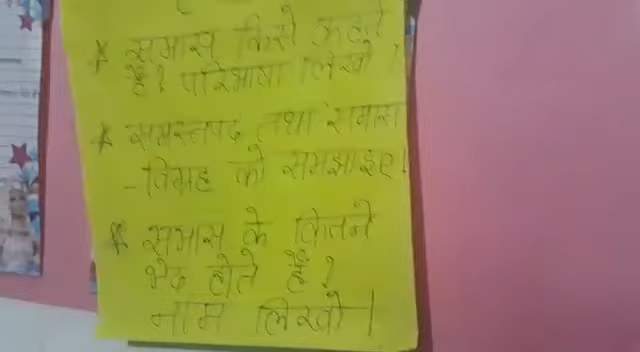 * समास किसे कहते
हैं? परिभाषा लिखो।
* समस्तपद तथा समास
-विग्रह को समझाइए।
* समास के कितने
भेद होते हैं?
नाम लिखो।